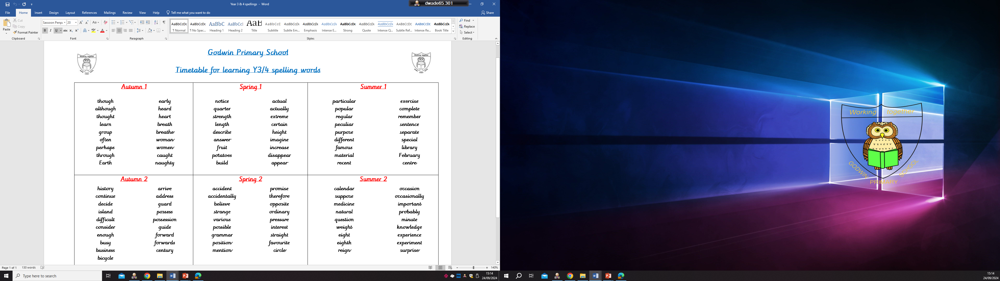 Year 3 & 4 spellings - Word
dwade65.301
File Home Insert Design Layout References Mailings Review View Help Tell me what you want to do Share
Paste
Cut
Copy
Format Painter
Clipboard
Sassoon Penpa 20
Font
Paragraph
AaBbCcDc AaBbCcDc AaBbC AaBbCcI AaB AaBbCcD AaBbCcDi AaBbCcDi AaBbCcDi AaBbCcDc AaBbCcDi AaBbCcDi AaBbCcDc AaBbCcDc AaBbCcDi
¶ Normal ¶ No Spac... Heading 1 Heading 2 Title Subtitle Subtle Em... Emphasis Intense E... Strong Quote Intense Q... Subtle Ref... Intense Re... Book Title
Styles
Find
Replace
Select
Editing
Godwin Primary School
Working together
Working together
Timetable for learning Y3/4 spelling words
Autumn 1
though early
although heard
thought heart
learn breath
group breathe
often woman
perhaps women
through caught
Earth naughty
Spring 1
notice actual
quarter actually
strength extreme
length certain
describe height
answer imagine
fruit increase
potatoes disappear
build appear
Summer 1
particular exercise
popular complete
regular remember
peculiar sentence
purpose separate
different special
famous library
material February
recent centre
Autumn 2
history arrive
continue address
decide guard
island possess
difficult possession
consider guide
enough forward
busy forwards
business century
bicycle
Spring 2
accident promise
accidentally therefore
believe opposite
strange ordinary
various pressure
possible interest
grammar straight
position favourite
mention circle
Summer 2
calendar occasion
suppose occasionally
medicine important
natural probably
question minute
weight knowledge
eight experience
eighth experiment
reign surprise
Page 1 of 1 130 words
140%
Type here to search
15:14
24/09/2024
Working together
GODWIN
PRIMARY
SCHOOL
15:14
24/09/2024